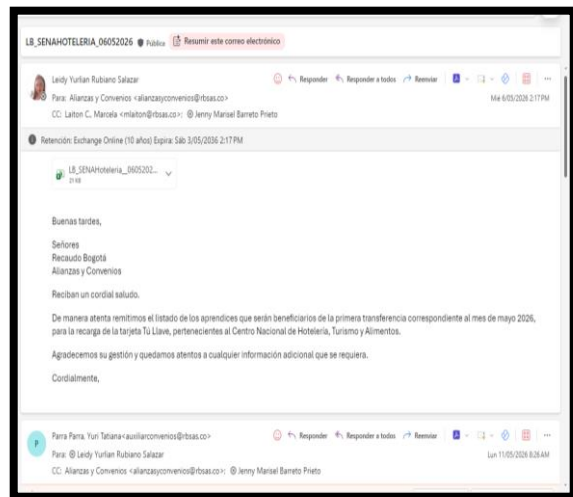 LB_SENAHOTELERIA_06052026 Público Resumir este correo electrónico
Leidy Yurlian Rubiano Salazar Responder Responder a todos Reenviar
Para: Alianzas y Convenios <alianzasyconvenios@rbsas.co> Mié 6/05/2026 2:17 PM
CC: Laiton C., Marcela <mlaiton@rbsas.co>; Jenny Marisel Barreto Prieto
Retención: Exchange Online (10 años) Expira: Sáb 3/05/2036 2:17 PM
LB_SENAHoteleria__0605202...
21 KB
Buenas tardes,
Señores
Recaudo Bogotá
Alianzas y Convenios
Reciban un cordial saludo.
De manera atenta remitimos el listado de los aprendices que serán beneficiarios de la primera transferencia correspondiente al mes de mayo 2026,
para la recarga de la tarjeta Tú Llave, pertenecientes al Centro Nacional de Hotelería, Turismo y Alimentos.
Agradecemos su gestión y quedamos atentos a cualquier información adicional que se requiera.
Cordialmente,
P
Parra Parra, Yuri Tatiana<auxiliarconvenios@rbsas.co> Responder Responder a todos Reenviar
Para: Leidy Yurlian Rubiano Salazar Lun 11/05/2026 8:26 AM
CC: Alianzas y Convenios <alianzasyconvenios@rbsas.co>; Jenny Marisel Barreto Prieto